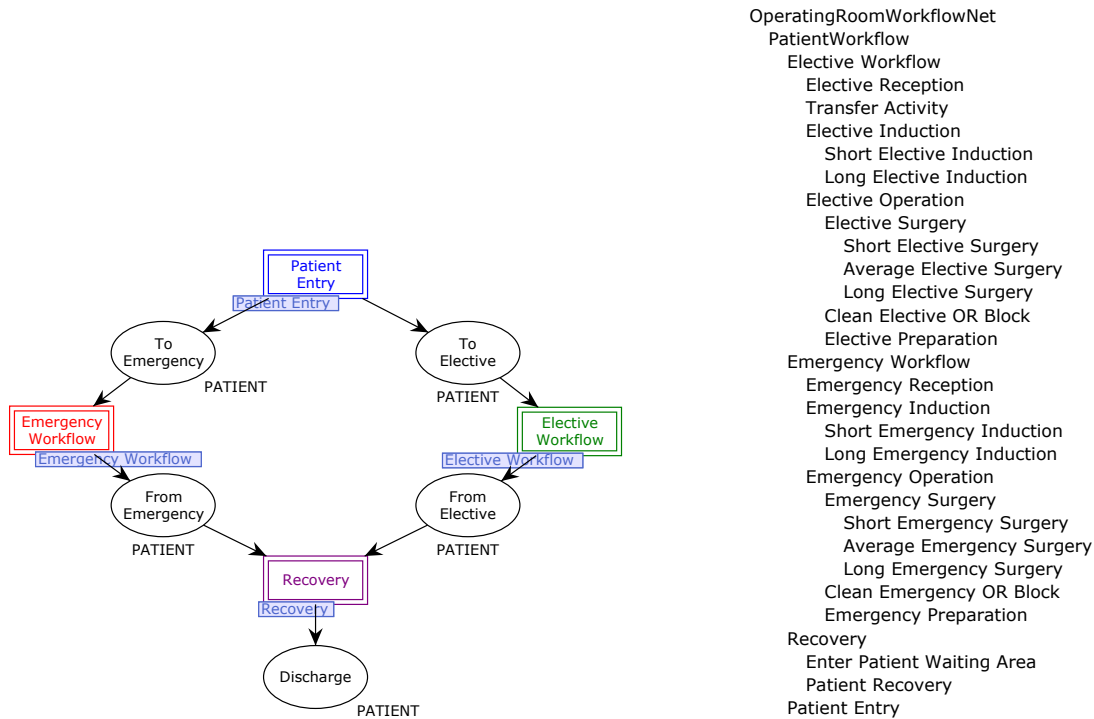 Patient
Entry
Patient Entry
To
Emergency
PATIENT
To
Elective
PATIENT
Emergency
Workflow
Emergency Workflow
Elective
Workflow
Elective Workflow
From
Emergency
PATIENT
From
Elective
PATIENT
Recovery
Recovery
Discharge
PATIENT
OperatingRoomWorkflowNet
PatientWorkflow
Elective Workflow
Elective Reception
Transfer Activity
Elective Induction
Short Elective Induction
Long Elective Induction
Elective Operation
Elective Surgery
Short Elective Surgery
Average Elective Surgery
Long Elective Surgery
Clean Elective OR Block
Elective Preparation
Emergency Workflow
Emergency Reception
Emergency Induction
Short Emergency Induction
Long Emergency Induction
Emergency Operation
Emergency Surgery
Short Emergency Surgery
Average Emergency Surgery
Long Emergency Surgery
Clean Emergency OR Block
Emergency Preparation
Recovery
Enter Patient Waiting Area
Patient Recovery
Patient Entry